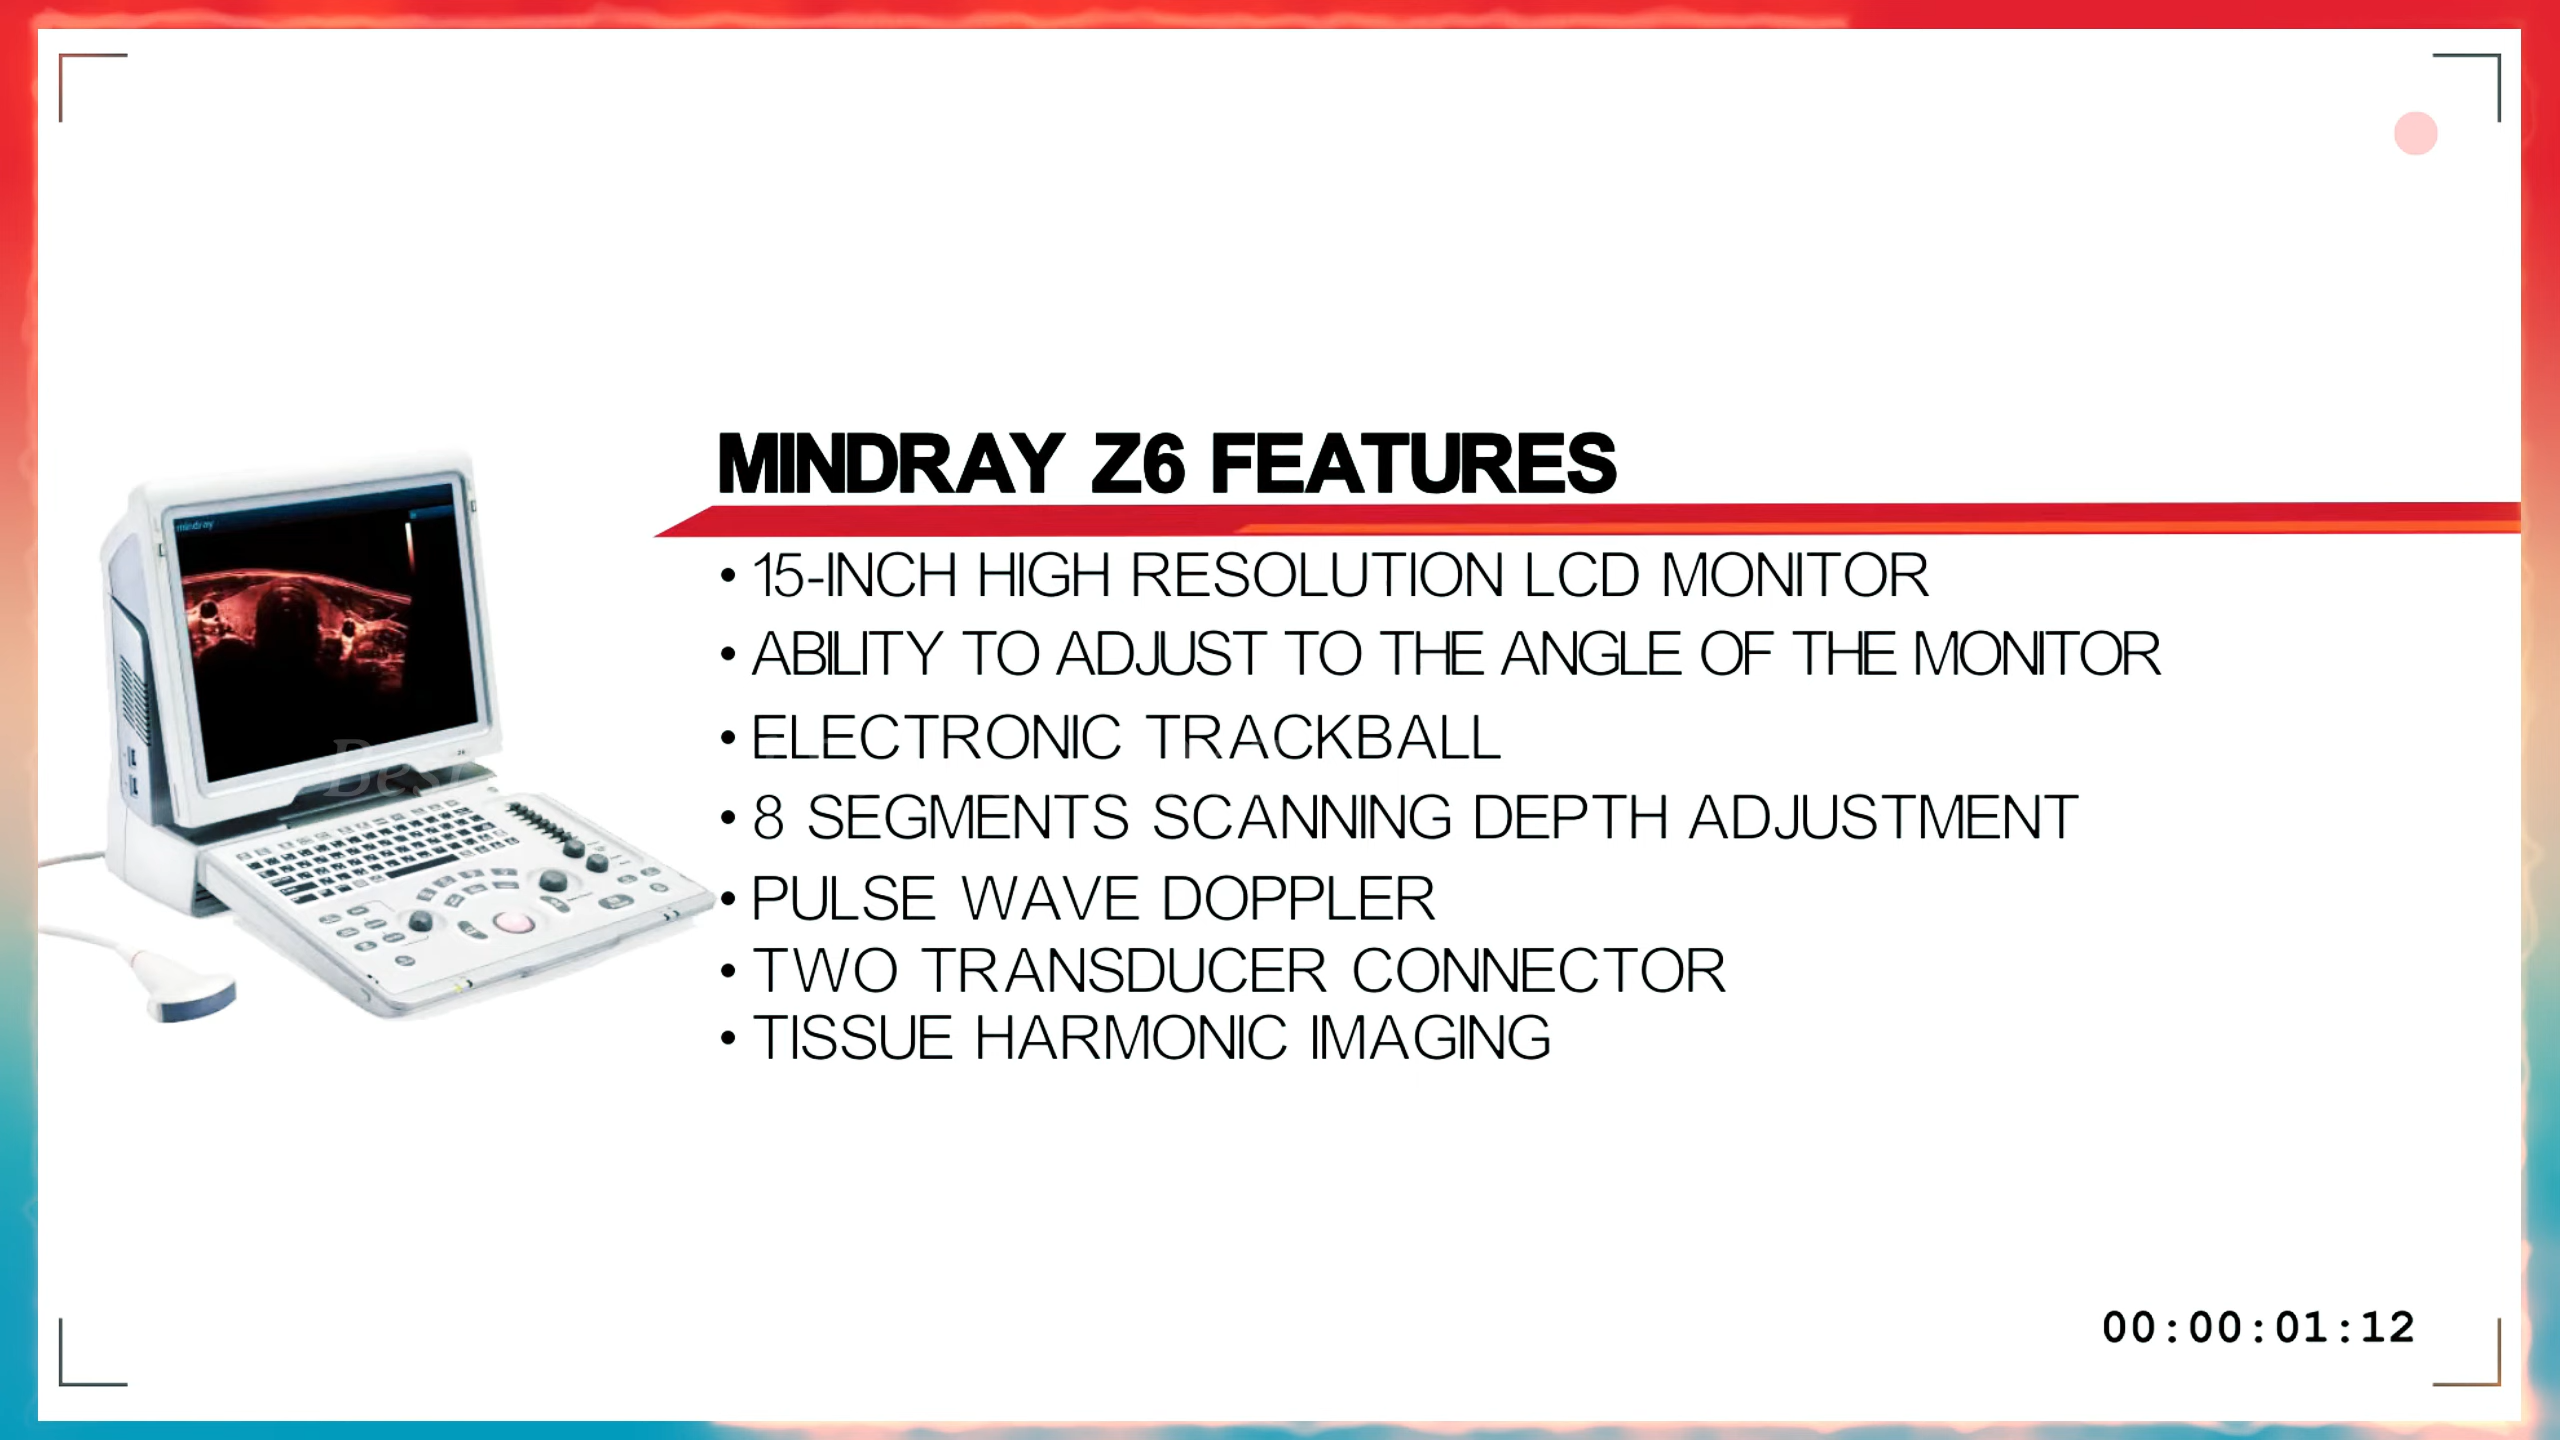 MINDRAY Z6 FEATURES
mindray
• 15-INCH HIGH RESOLUTION LCD MONITOR
• ABILITY TO ADJUST TO THE ANGLE OF THE MONITOR
• ELECTRONIC TRACKBALL
Best
• 8 SEGMENTS SCANNING DEPTH ADJUSTMENT
• PULSE WAVE DOPPLER
• TWO TRANSDUCER CONNECTOR
• TISSUE HARMONIC IMAGING
00:00:01:12